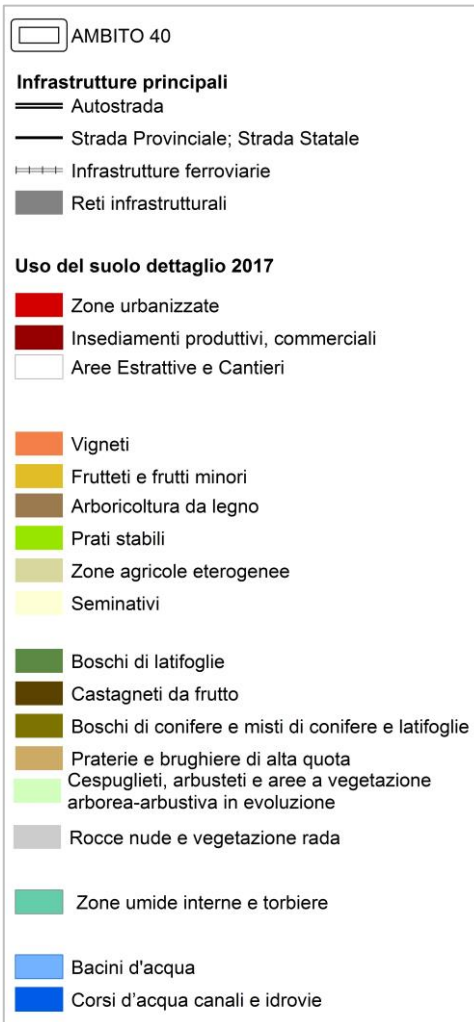 AMBITO 40
Infrastrutture principali
Autostrada
Strada Provinciale; Strada Statale
Infrastrutture ferroviarie
Reti infrastrutturali
Uso del suolo dettaglio 2017
Zone urbanizzate
Insediamenti produttivi, commerciali
Aree Estrattive e Cantieri
Vigneti
Frutteti e frutti minori
Arboricoltura da legno
Prati stabili
Zone agricole eterogenee
Seminativi
Boschi di latifoglie
Castagneti da frutto
Boschi di conifere e misti di conifere e latifoglie
Praterie e brughiere di alta quota
Cespuglieti, arbusteti e aree a vegetazione
arborea-arbustiva in evoluzione
Rocce nude e vegetazione rada
Zone umide interne e torbiere
Bacini d'acqua
Corsi d’acqua canali e idrovie